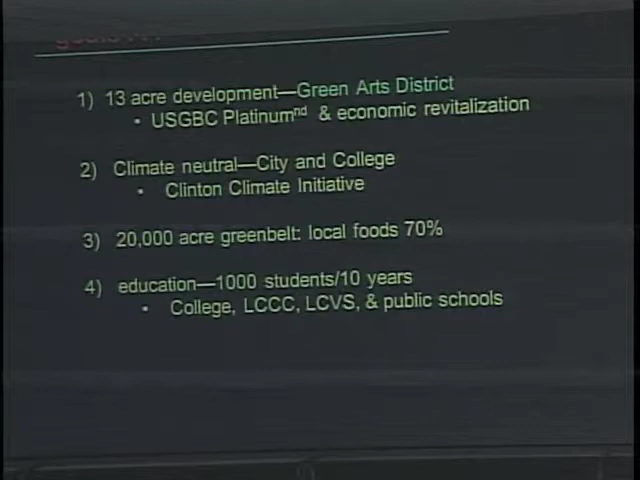 1) 13 acre development—Green Arts District
• USGBC Platinumⁿᵈ & economic revitalization
2) Climate neutral—City and College
• Clinton Climate Initiative
3) 20,000 acre greenbelt: local foods 70%
4) education—1000 students/10 years
• College, LCCC, LCVS, & public schools